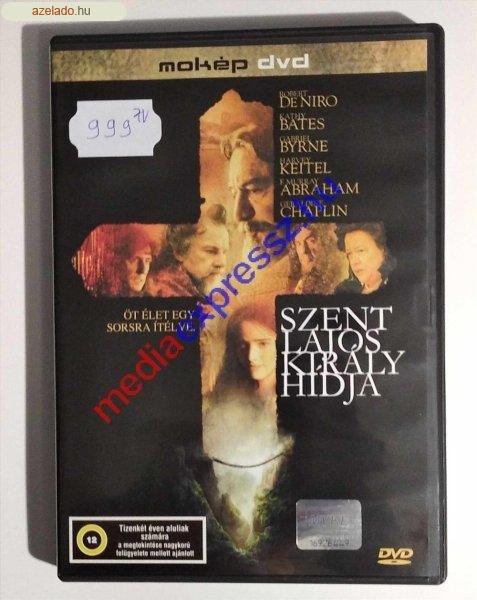 azelado.hu
mokép dvd
999
ROBERT
DE NIRO
KATHY
BATES
GABRIEL
BYRNE
HARVEY
KEITEL
F. MURRAY
ABRAHAM
GERALDINE
CHAPLIN
ÖT ÉLET EGY
SORSRA ÍTÉLVE.
SZENT
LAJOS
KIRÁLY
HÍDJA
mediaexpressz.hu
12
Tizenkét éven aluliak
számára
a megtekintése nagykorú
felügyelete mellett ajánlott
DVD